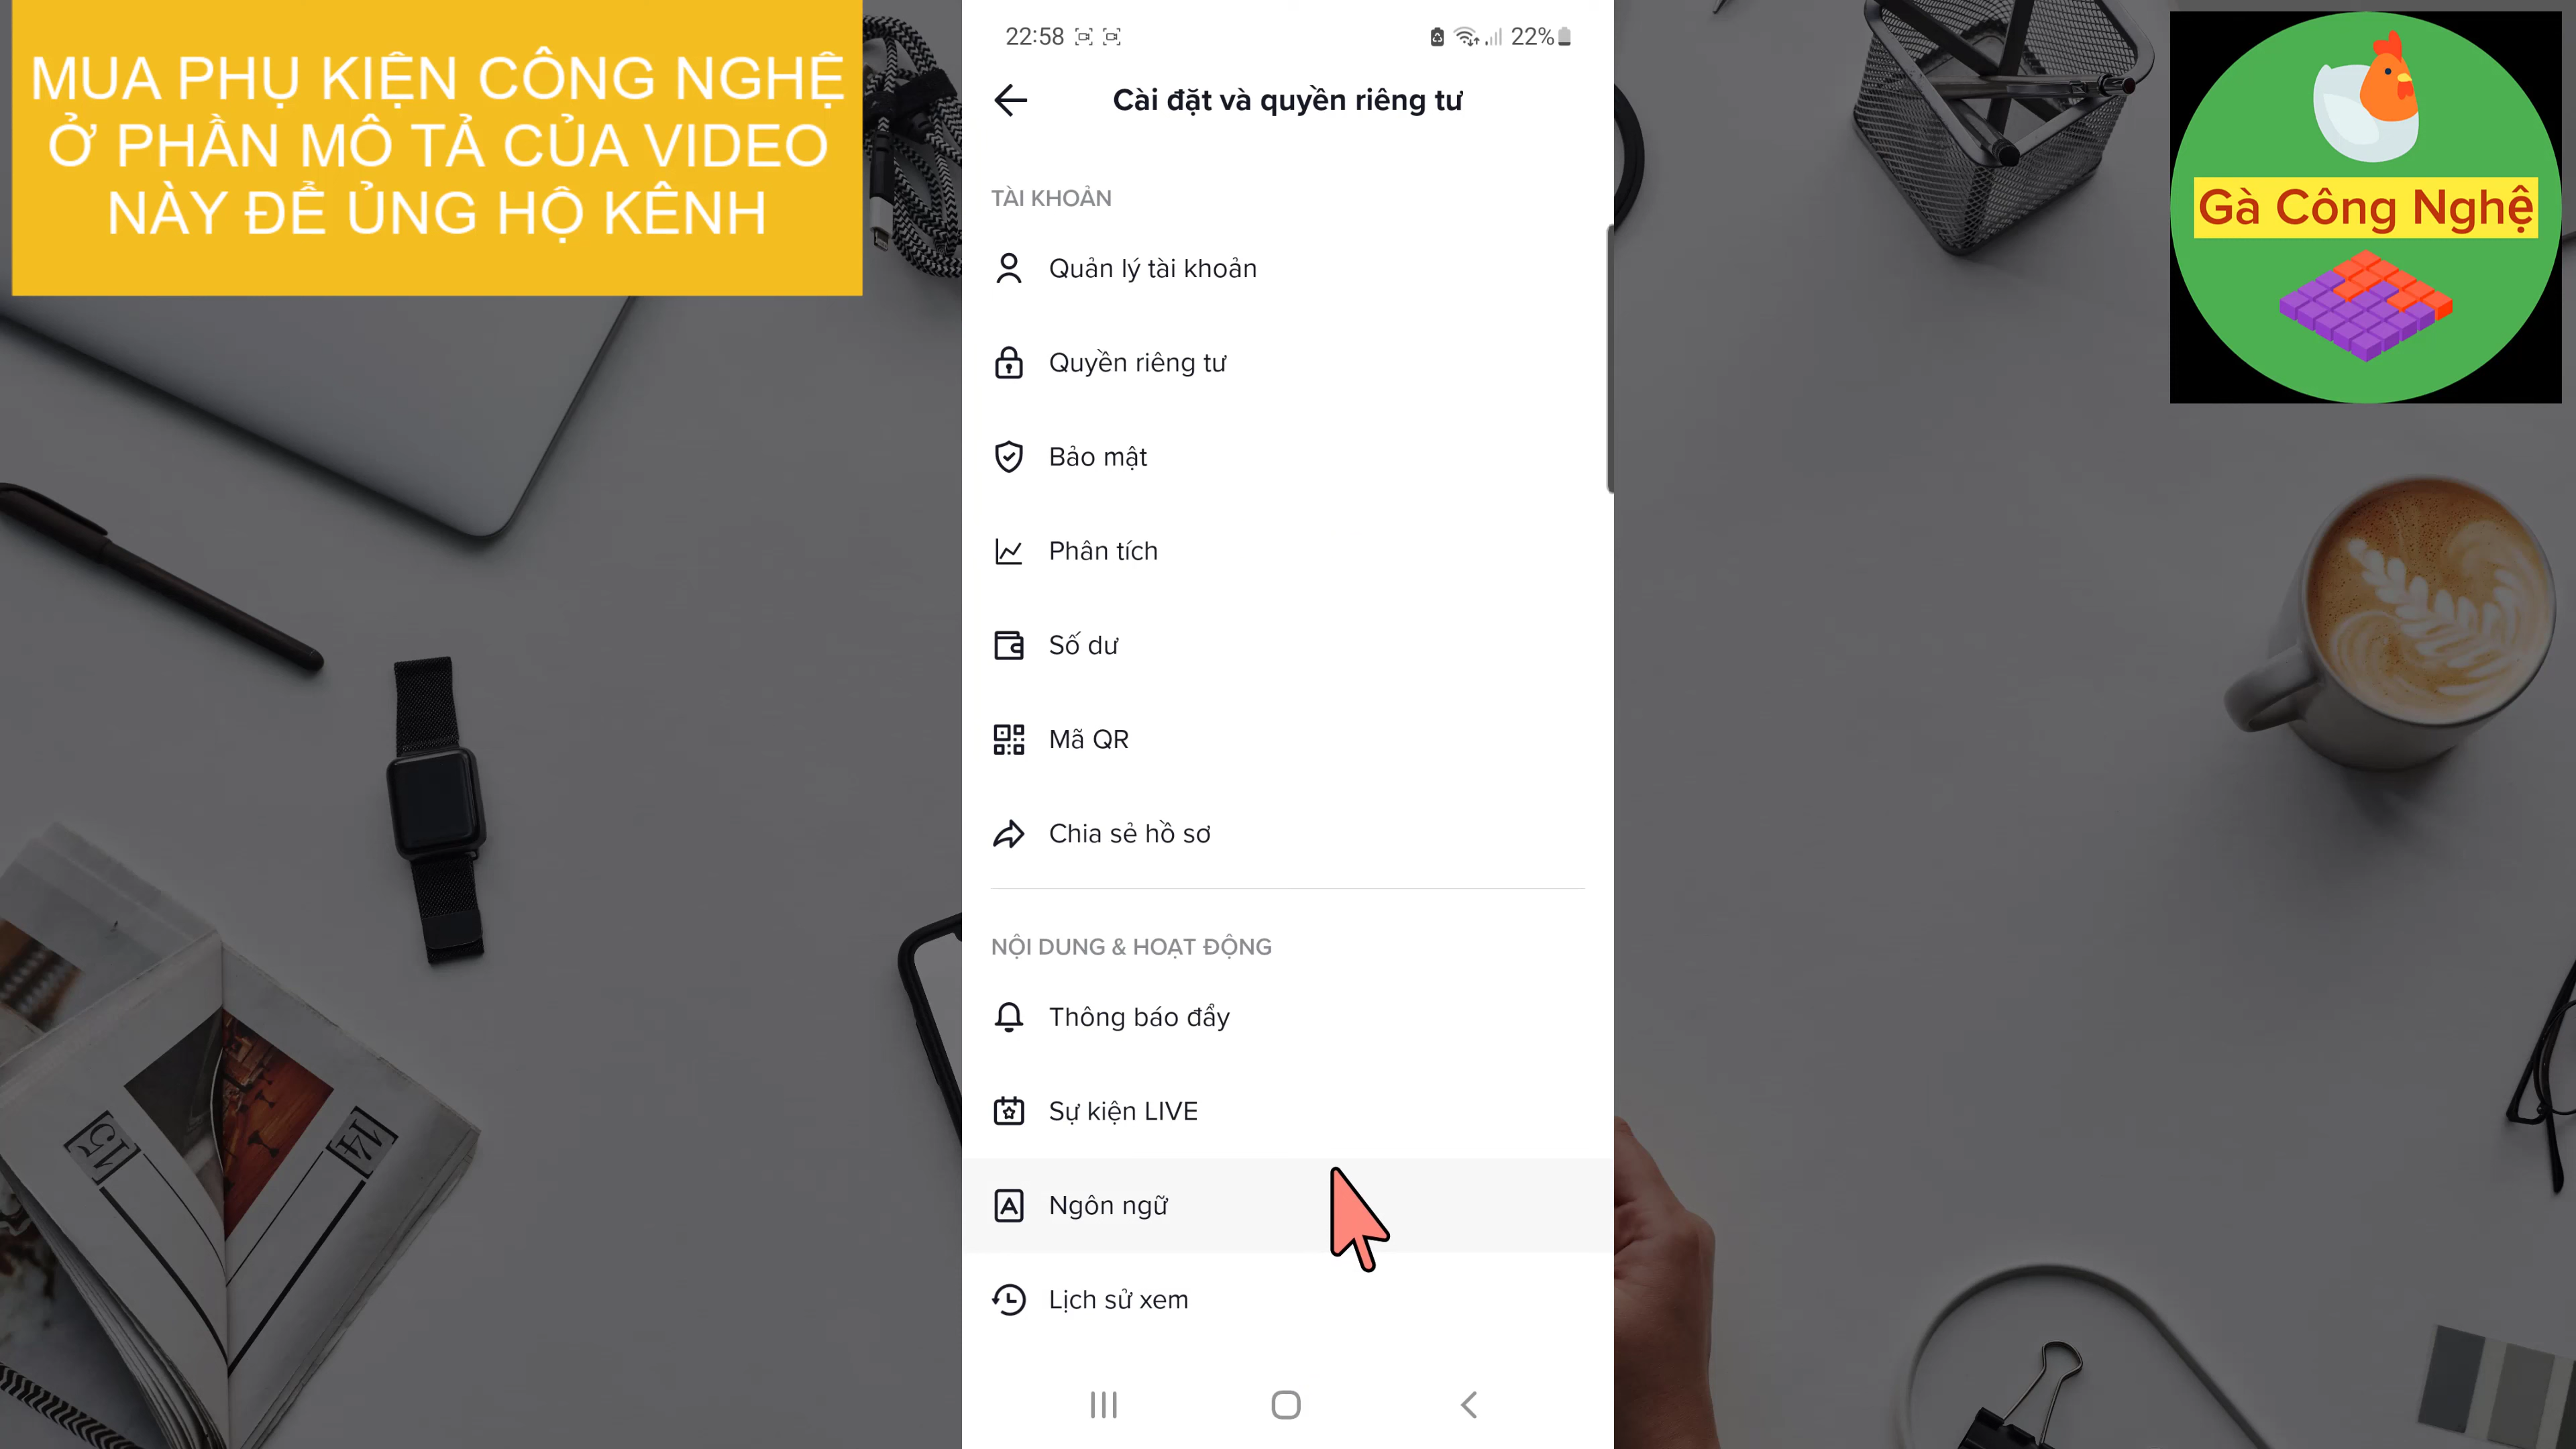 MUA PHỤ KIỆN CÔNG NGHỆ
Ở PHẦN MÔ TẢ CỦA VIDEO
NÀY ĐỂ ỦNG HỘ KÊNH
22:58
22%
Cài đặt và quyền riêng tư
TÀI KHOẢN
Quản lý tài khoản
Quyền riêng tư
Bảo mật
Phân tích
Số dư
Mã QR
Chia sẻ hồ sơ
NỘI DUNG & HOẠT ĐỘNG
Thông báo đẩy
Sự kiện LIVE
Ngôn ngữ
Lịch sử xem
Gà Công Nghệ
15
14